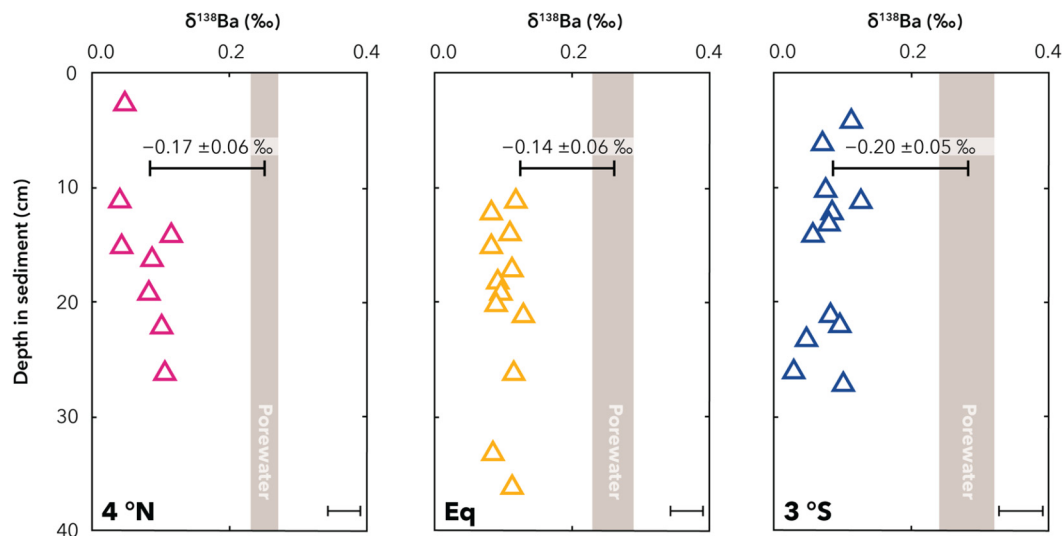 δ¹³⁸Ba (‰) δ¹³⁸Ba (‰) δ¹³⁸Ba (‰)
0.0 0.2 0.4 0.0 0.2 0.4 0.0 0.2 0.4
0
−0.17 ±0.06 ‰ −0.14 ±0.06 ‰ −0.20 ±0.05 ‰
10
Depth in sediment (cm)
20
30
Porewater Porewater Porewater
4 °N Eq 3 °S
40